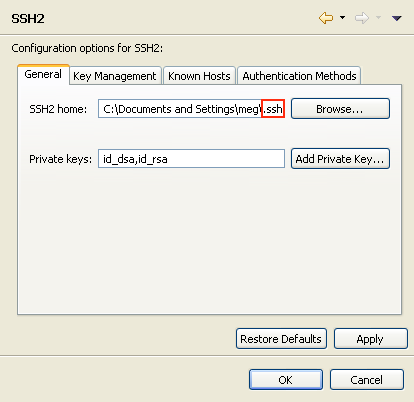 SSH2
Configuration options for SSH2:
General Key Management Known Hosts Authentication Methods
SSH2 home: C:\Documents and Settings\meg\.ssh Browse...
Private keys: id_dsa,id_rsa Add Private Key...
Restore Defaults Apply
OK Cancel